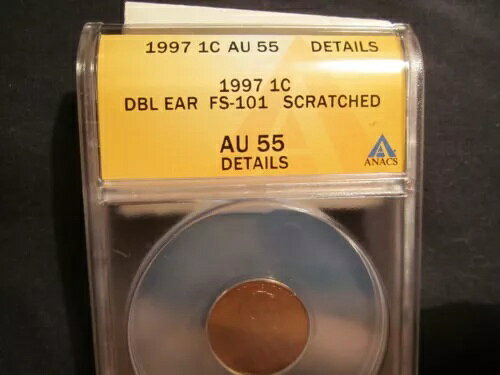 1997 1C AU 55 DETAILS
1997 1C
DBL EAR FS-101 SCRATCHED
AU 55
DETAILS
ANACS